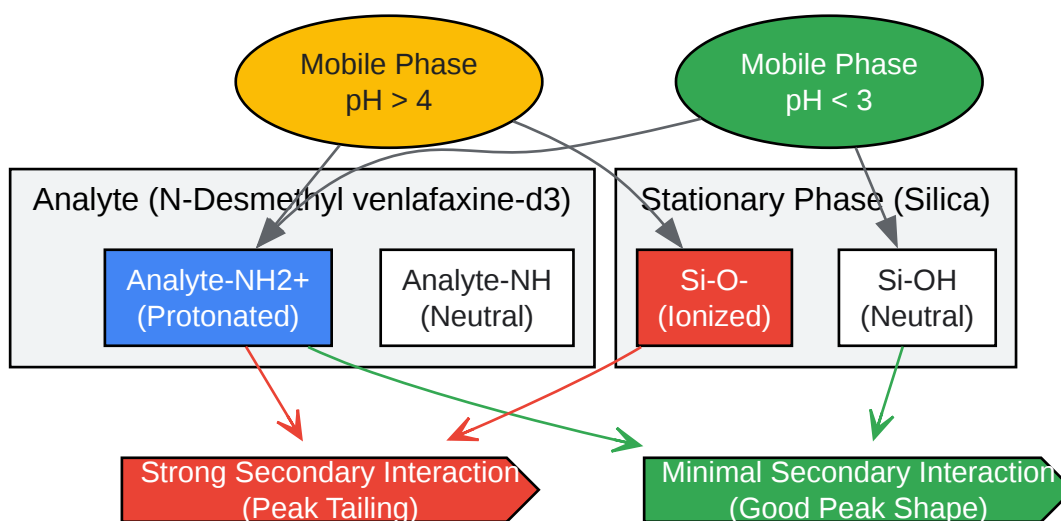 Mobile Phase
pH > 4
Mobile Phase
pH < 3
Analyte (N-Desmethyl venlafaxine-d3)
Stationary Phase (Silica)
Analyte-NH2+
(Protonated)
Analyte-NH
(Neutral)
Si-O-
(Ionized)
Si-OH
(Neutral)
Strong Secondary Interaction
(Peak Tailing)
Minimal Secondary Interaction
(Good Peak Shape)